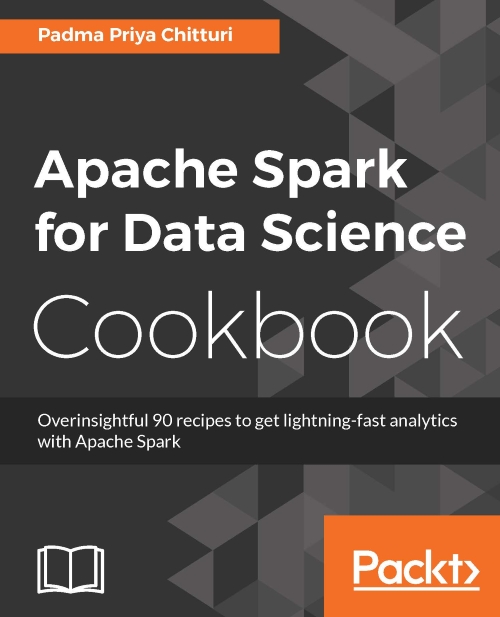 Padma Priya Chitturi
Apache Spark
for Data Science
Cookbook
Overinsightful 90 recipes to get lightning-fast analytics
with Apache Spark
Packt>